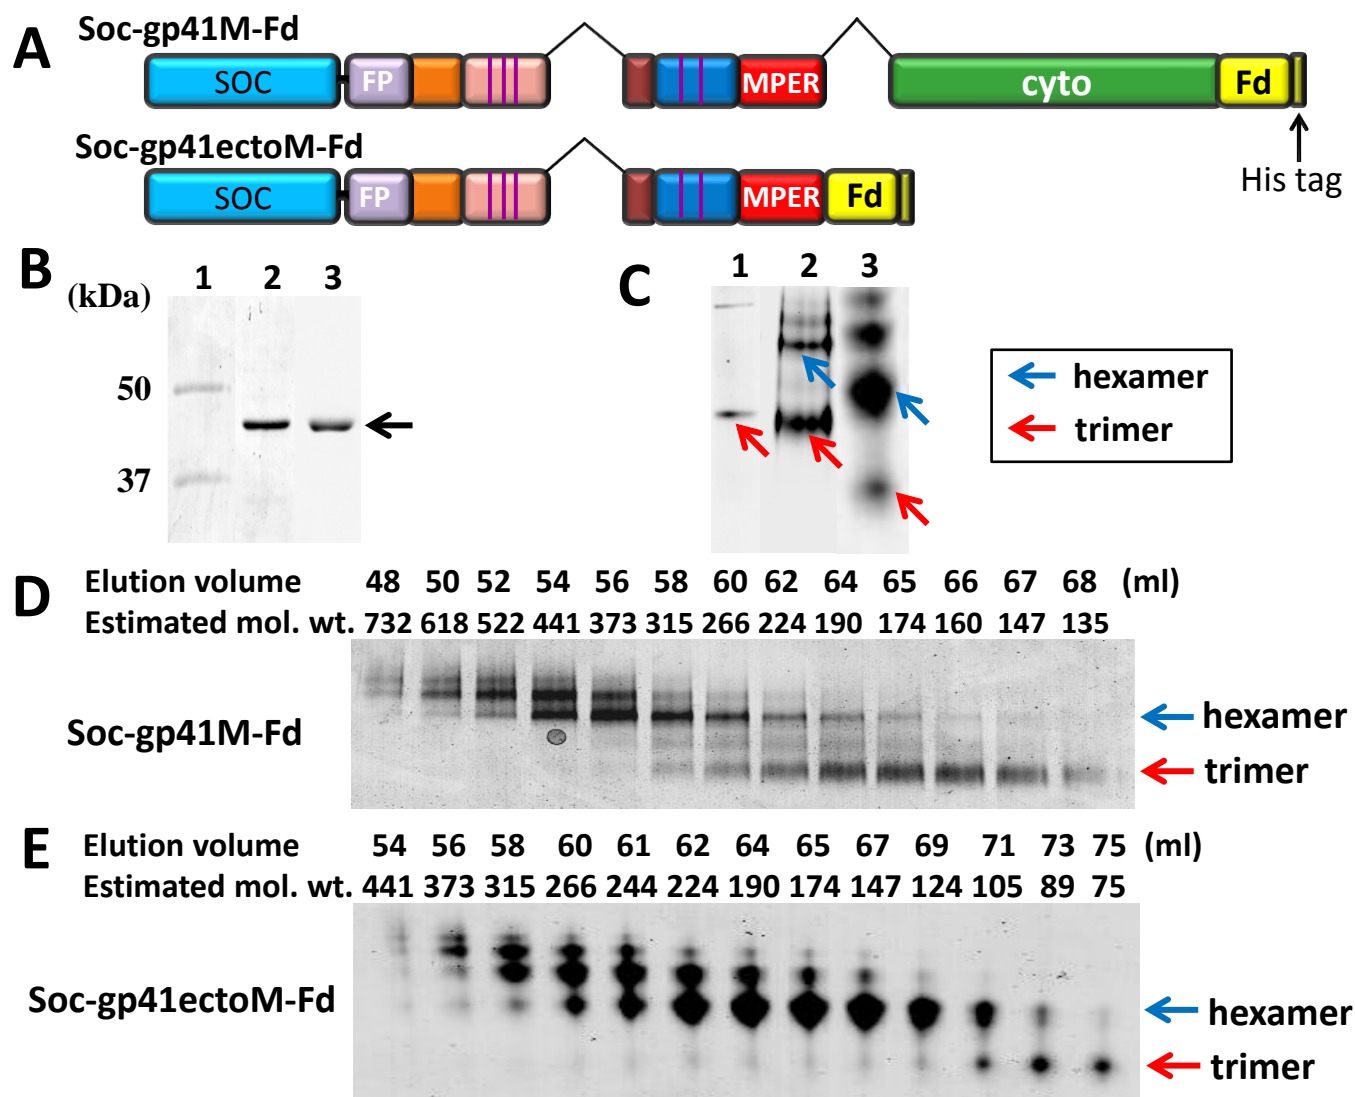 A
Soc-gp41M-Fd
SOC FP MPER cyto Fd
His tag
Soc-gp41ectoM-Fd
SOC FP MPER Fd
B
(kDa) 1 2 3
50
37
C
1 2 3
hexamer
trimer
D
Elution volume 48 50 52 54 56 58 60 62 64 65 66 67 68 (ml)
Estimated mol. wt. 732 618 522 441 373 315 266 224 190 174 160 147 135
Soc-gp41M-Fd
hexamer
trimer
E
Elution volume 54 56 58 60 61 62 64 65 67 69 71 73 75 (ml)
Estimated mol. wt. 441 373 315 266 244 224 190 174 147 124 105 89 75
Soc-gp41ectoM-Fd
hexamer
trimer